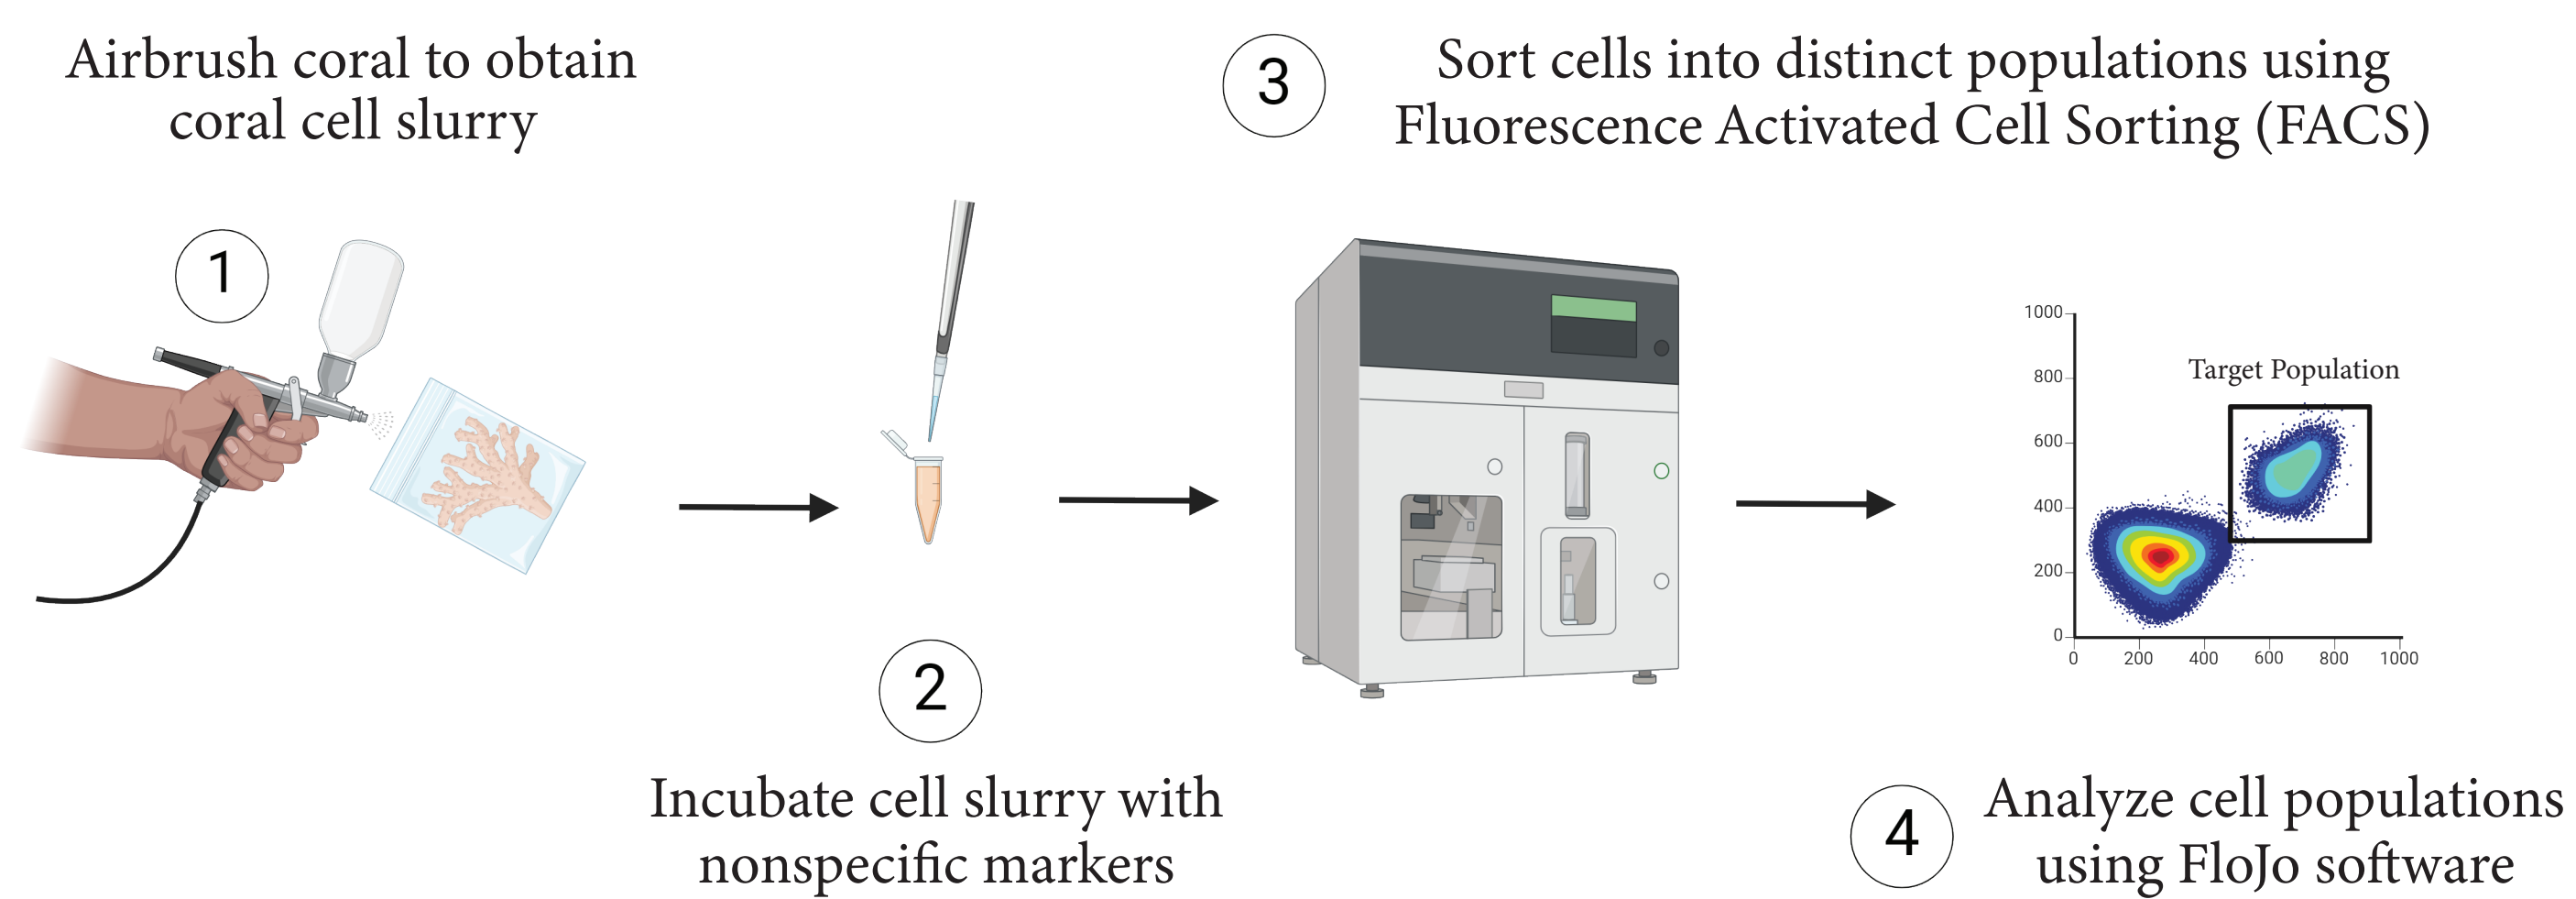 Airbrush coral to obtain
coral cell slurry
1
2
Incubate cell slurry with
nonspecific markers
3
Sort cells into distinct populations using
Fluorescence Activated Cell Sorting (FACS)
1000
800
600
400
200
0
0 200 400 600 800 1000
Target Population
4
Analyze cell populations
using FloJo software